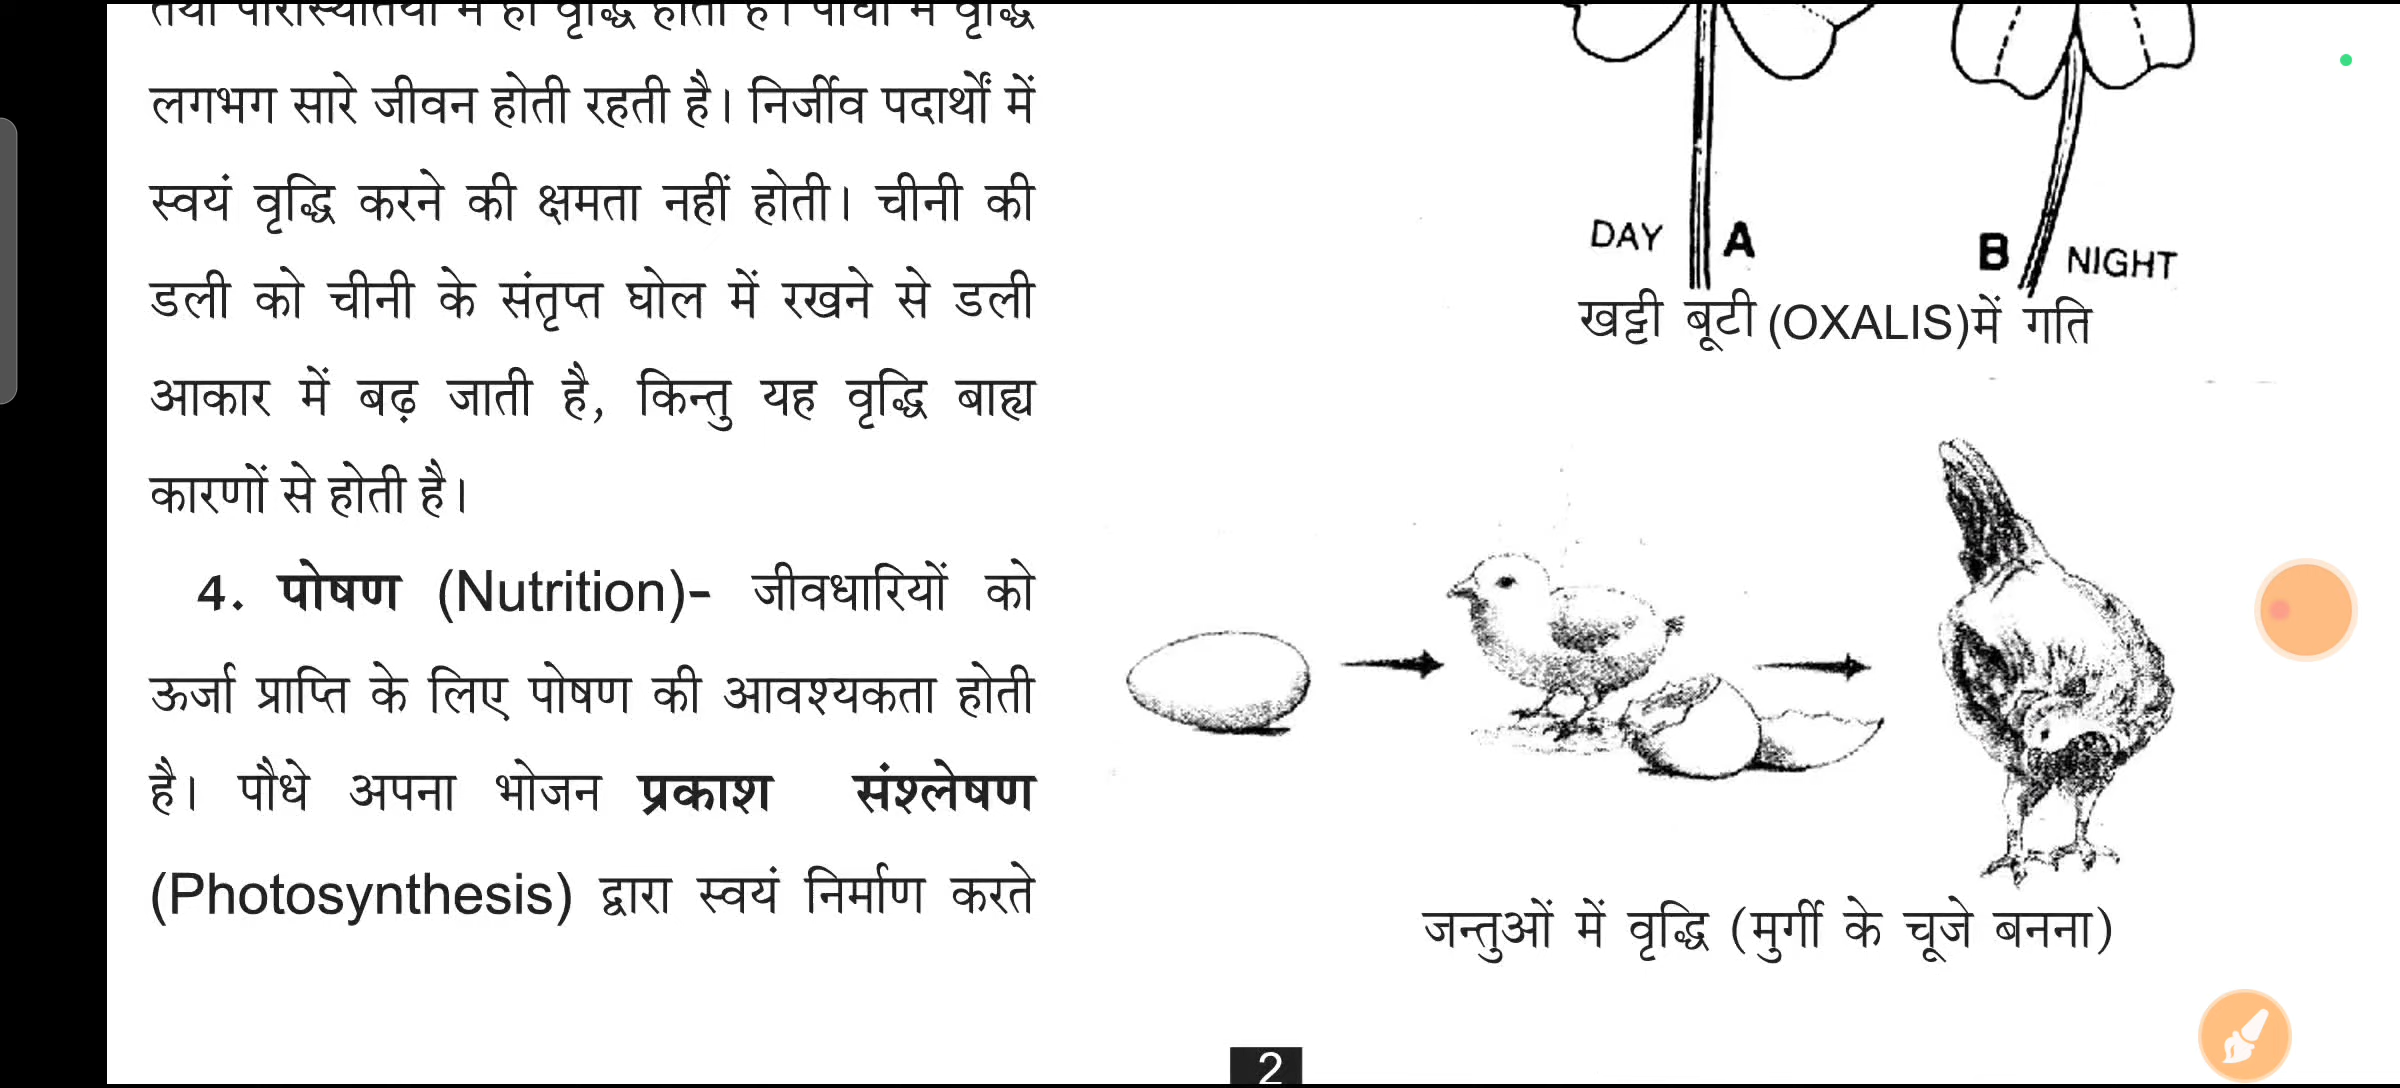 तथा परिस्थितियों में ही वृद्धि होती है। पौधों में वृद्धि
लगभग सारे जीवन होती रहती है। निर्जीव पदार्थों में
स्वयं वृद्धि करने की क्षमता नहीं होती। चीनी की
डली को चीनी के संतृप्त घोल में रखने से डली
आकार में बढ़ जाती है, किन्तु यह वृद्धि बाह्य
कारणों से होती है।
4. पोषण (Nutrition)- जीवधारियों को
ऊर्जा प्राप्ति के लिए पोषण की आवश्यकता होती
है। पौधे अपना भोजन प्रकाश संश्लेषण
(Photosynthesis) द्वारा स्वयं निर्माण करते
DAY A
B NIGHT
खट्टी बूटी (OXALIS)में गति
जन्तुओं में वृद्धि (मुर्गी के चूजे बनना)
2